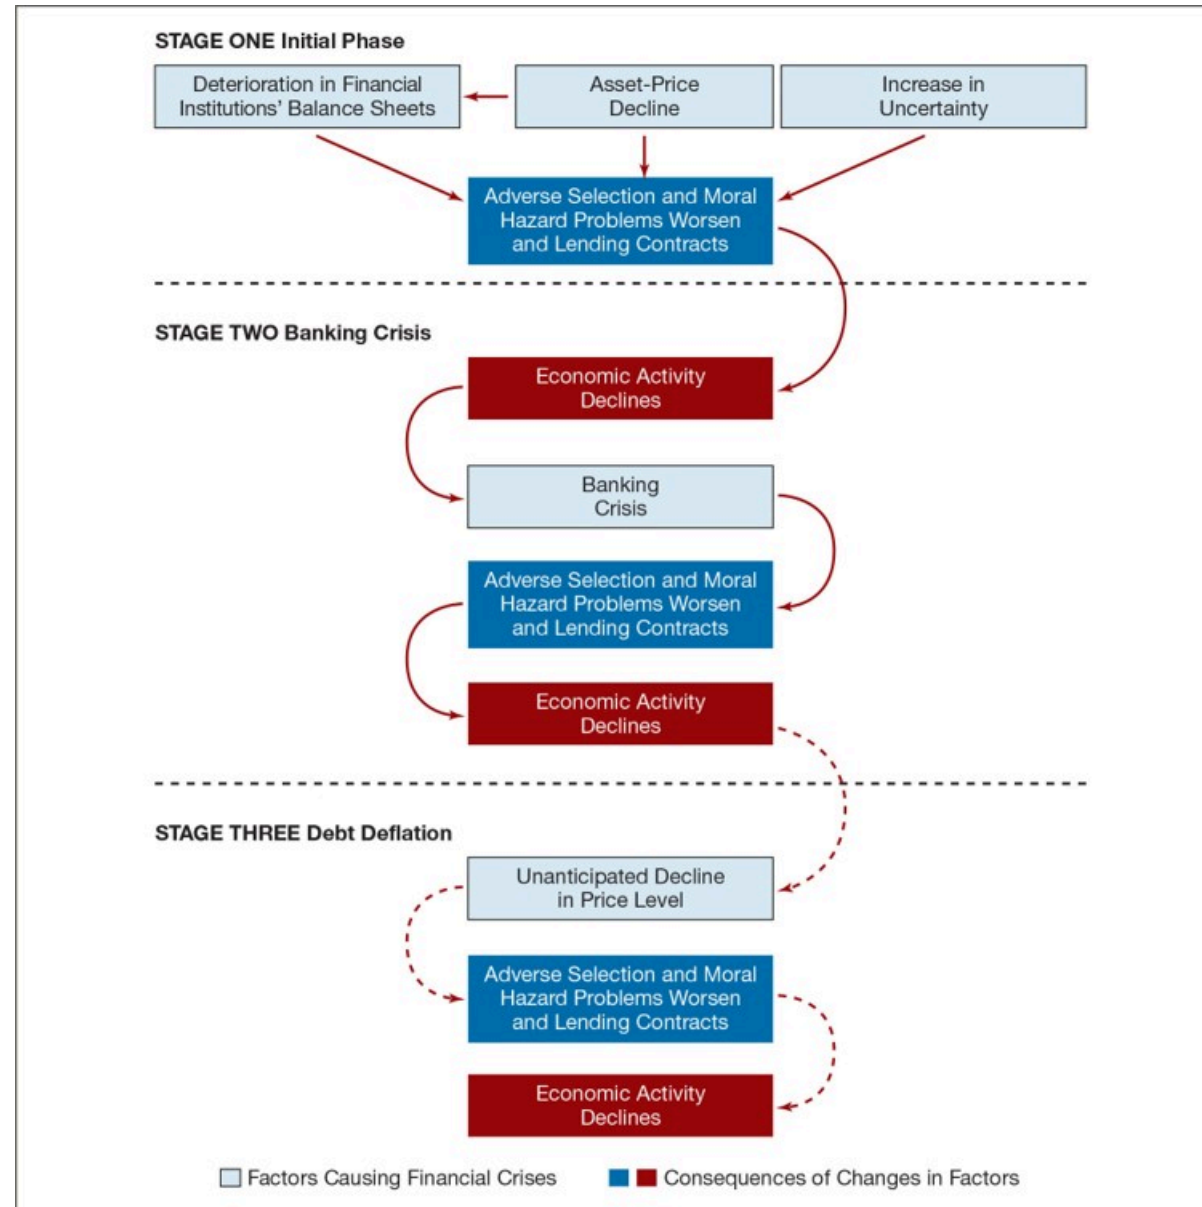 STAGE ONE Initial Phase
Deterioration in Financial
Institutions’ Balance Sheets
Asset-Price
Decline
Increase in
Uncertainty
Adverse Selection and Moral
Hazard Problems Worsen
and Lending Contracts
STAGE TWO Banking Crisis
Economic Activity
Declines
Banking
Crisis
Adverse Selection and Moral
Hazard Problems Worsen
and Lending Contracts
Economic Activity
Declines
STAGE THREE Debt Deflation
Unanticipated Decline
in Price Level
Adverse Selection and Moral
Hazard Problems Worsen
and Lending Contracts
Economic Activity
Declines
Factors Causing Financial Crises
Consequences of Changes in Factors